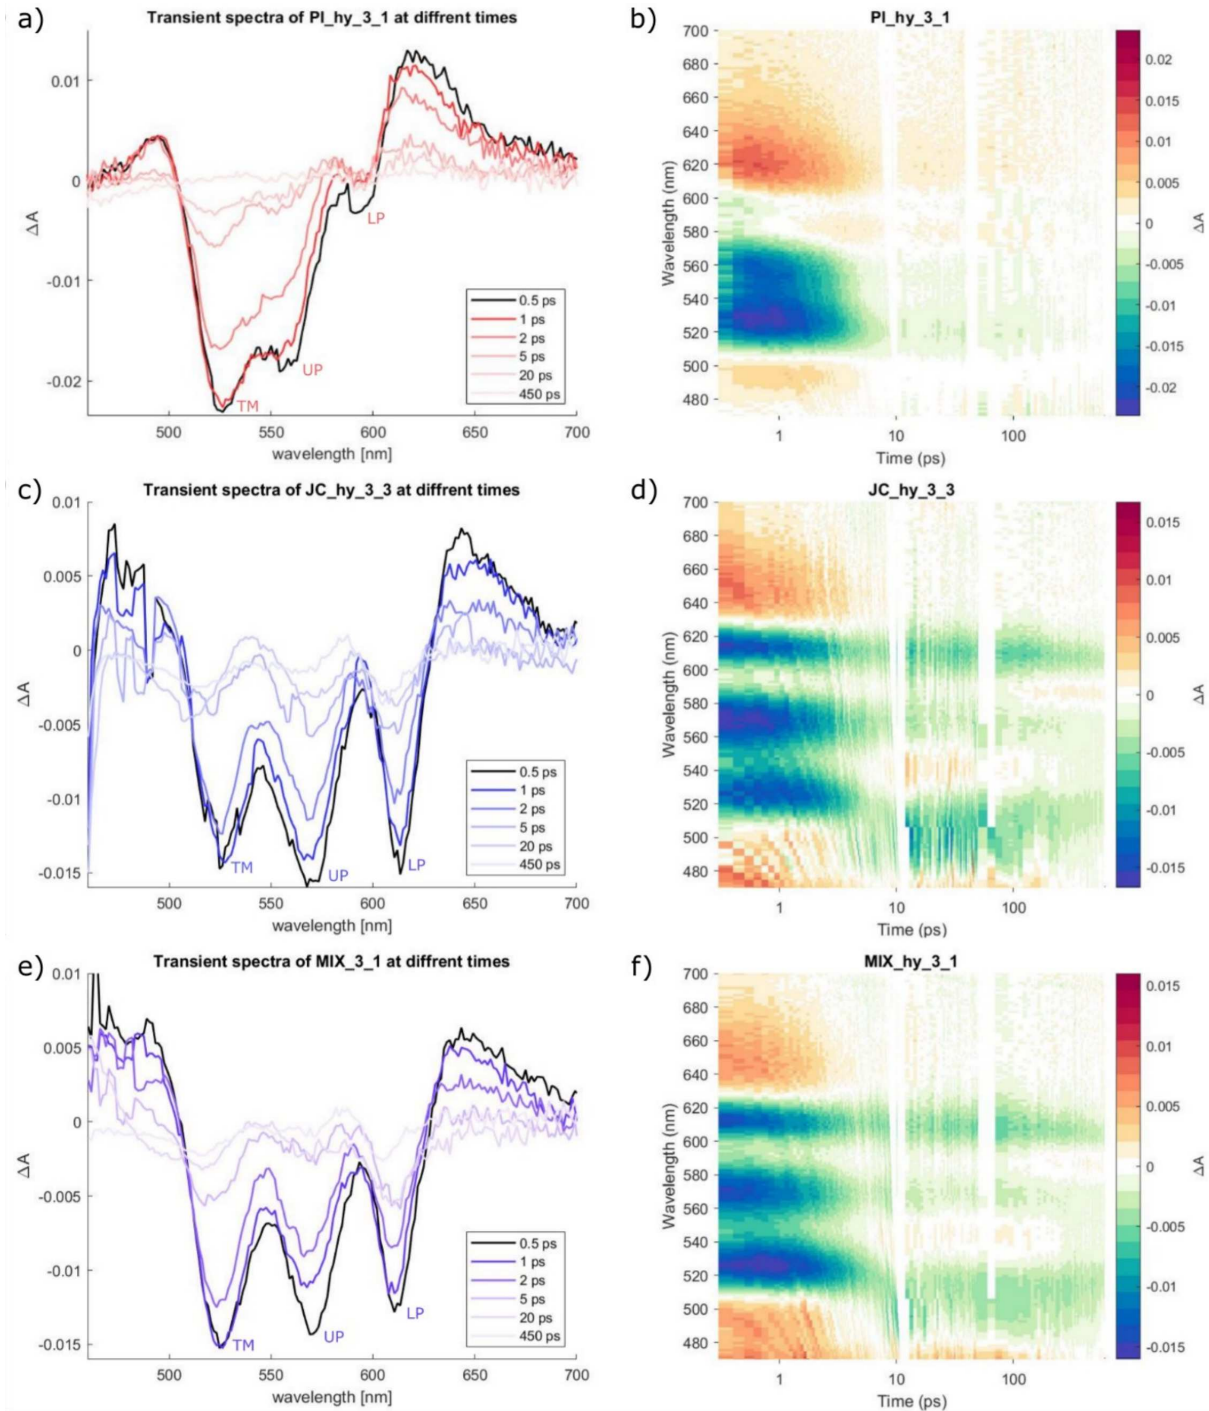 a)
Transient spectra of PI_hy_3_1 at diffrent times
0.01
0
-0.01
-0.02
ΔA
TM
UP
LP
0.5 ps
1 ps
2 ps
5 ps
20 ps
450 ps
500 550 600 650 700
wavelength [nm]
b)
PI_hy_3_1
700
680
660
640
620
600
580
560
540
520
500
480
Wavelength (nm)
1 10 100
Time (ps)
0.02
0.015
0.01
0.005
0
-0.005
-0.01
-0.015
-0.02
ΔA
c)
Transient spectra of JC_hy_3_3 at diffrent times
0.01
0.005
0
-0.005
-0.01
-0.015
ΔA
TM
UP
LP
0.5 ps
1 ps
2 ps
5 ps
20 ps
450 ps
500 550 600 650 700
wavelength [nm]
d)
JC_hy_3_3
700
680
660
640
620
600
580
560
540
520
500
480
Wavelength (nm)
1 10 100
Time (ps)
0.015
0.01
0.005
0
-0.005
-0.01
-0.015
ΔA
e)
Transient spectra of MIX_3_1 at diffrent times
0.01
0.005
0
-0.005
-0.01
-0.015
ΔA
TM
UP
LP
0.5 ps
1 ps
2 ps
5 ps
20 ps
450 ps
500 550 600 650 700
wavelength [nm]
f)
MIX_hy_3_1
700
680
660
640
620
600
580
560
540
520
500
480
Wavelength (nm)
1 10 100
Time (ps)
0.015
0.01
0.005
0
-0.005
-0.01
-0.015
ΔA